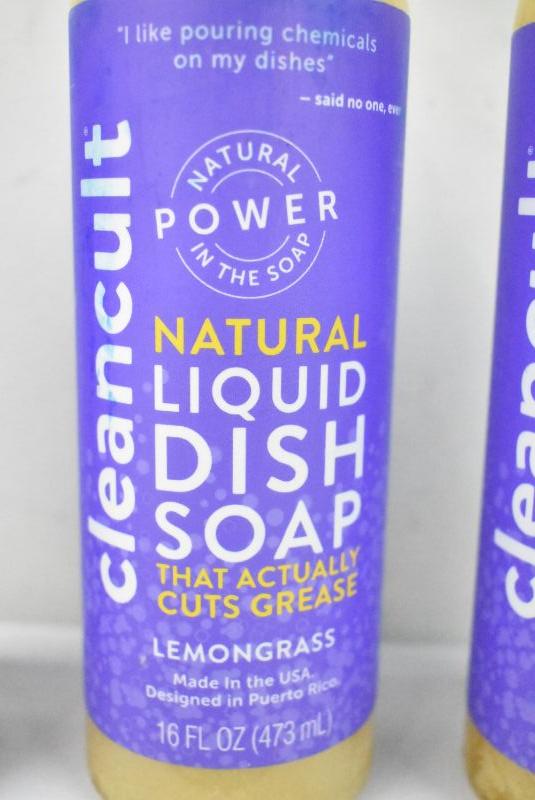 "I like pouring chemicals
on my dishes"
— said no one, ever
cleancult®
NATURAL
POWER
IN THE SOAP
NATURAL
LIQUID
DISH
SOAP
THAT ACTUALLY
CUTS GREASE
LEMONGRASS
Made In the USA.
Designed in Puerto Rico.
16 FL OZ (473 mL)
cleancult